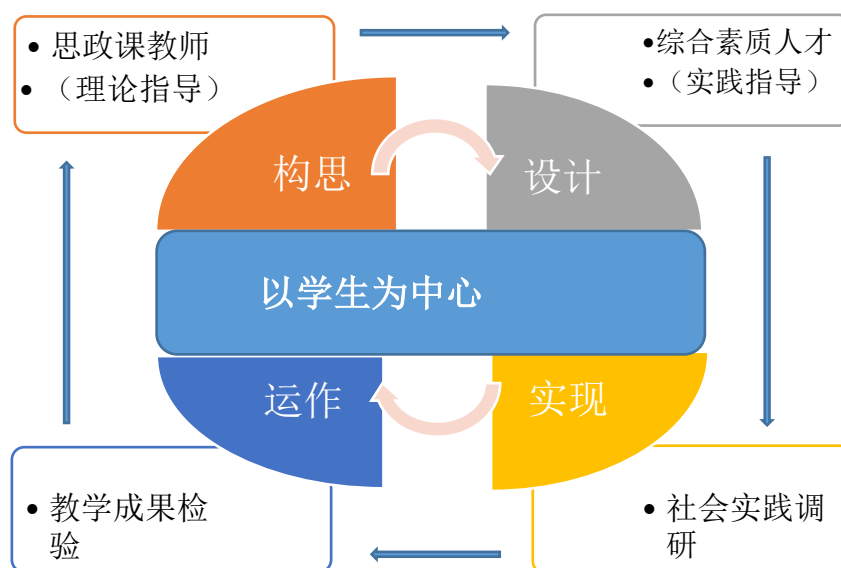 • 思政课教师
• （理论指导）
•综合素质人才
• （实践指导）
构思
设计
以学生为中心
运作
实现
• 教学成果检
验
• 社会实践调
研